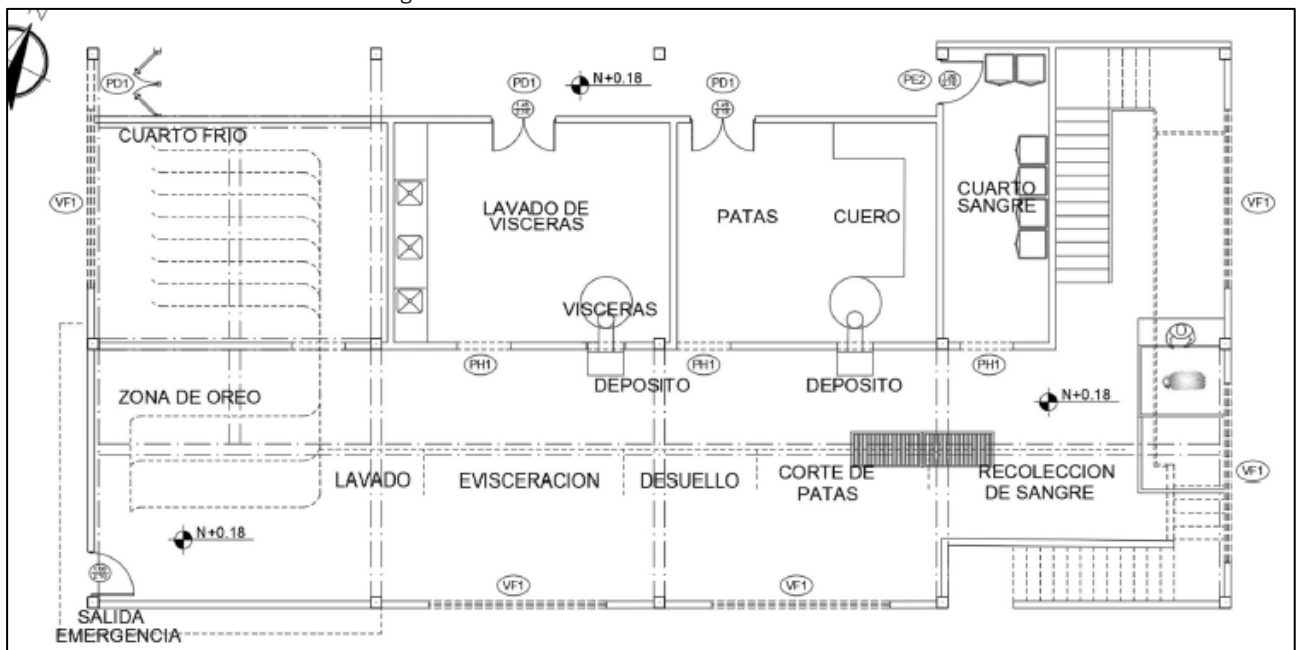 N
PD1
PD1
N+0.18
PD1
PE2
CUARTO FRIO
VF1
LAVADO DE
VISCERAS
PATAS
CUERO
CUARTO
SANGRE
VF1
VISCERAS
PH1
DEPOSITO
PH1
DEPOSITO
PH1
ZONA DE OREO
N+0.18
LAVADO
EVISCERACION
DESUELLO
CORTE DE
PATAS
RECOLECCION
DE SANGRE
VF1
N+0.18
VF1
VF1
SALIDA
EMERGENCIA